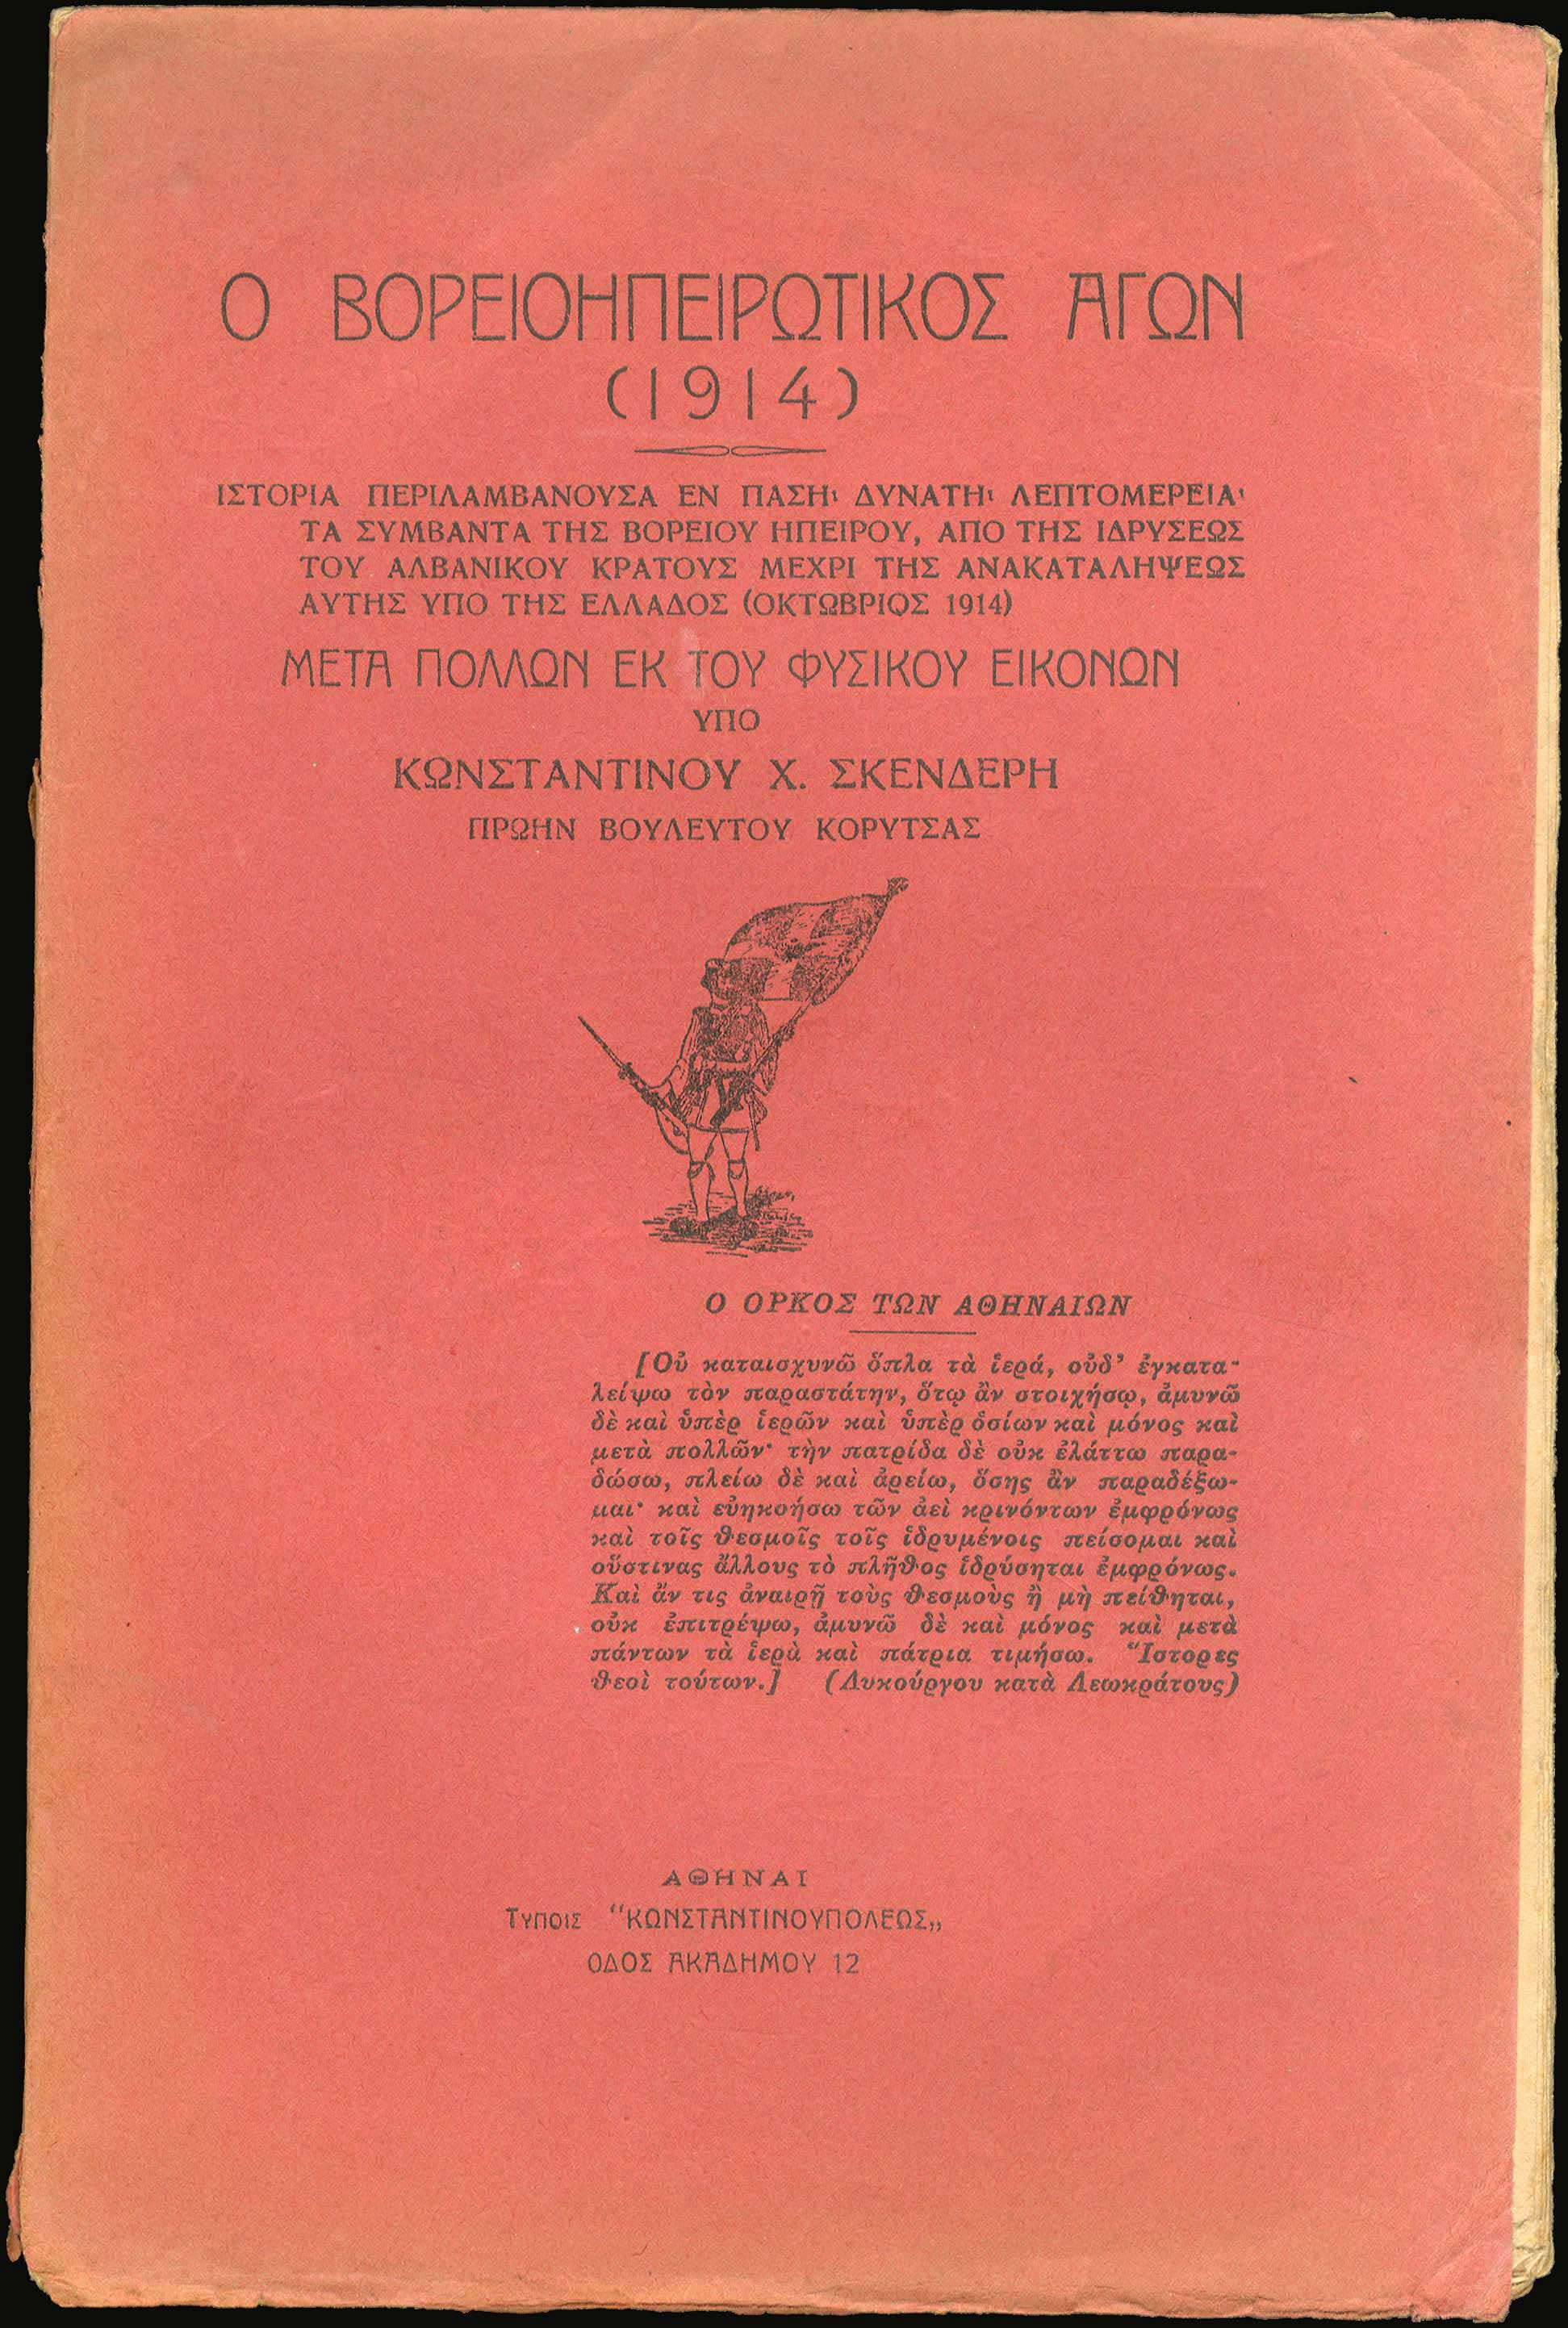 Ο ΒΟΡΕΙΟΗΠΕΙΡΩΤΙΚΟΣ ΑΓΩΝ
(1914)
ΙΣΤΟΡΙΑ ΠΕΡΙΛΑΜΒΑΝΟΥΣΑ ΕΝ ΠΑΣΗι ΔΥΝΑΤΗι ΛΕΠΤΟΜΕΡΕΙΑι
ΤΑ ΣΥΜΒΑΝΤΑ ΤΗΣ ΒΟΡΕΙΟΥ ΗΠΕΙΡΟΥ, ΑΠΟ ΤΗΣ ΙΔΡΥΣΕΩΣ
ΤΟΥ ΑΛΒΑΝΙΚΟΥ ΚΡΑΤΟΥΣ ΜΕΧΡΙ ΤΗΣ ΑΝΑΚΑΤΑΛΗΨΕΩΣ
ΑΥΤΗΣ ΥΠΟ ΤΗΣ ΕΛΛΑΔΟΣ (ΟΚΤΩΒΡΙΟΣ 1914)
ΜΕΤΑ ΠΟΛΛΩΝ ΕΚ ΤΟΥ ΦΥΣΙΚΟΥ ΕΙΚΟΝΩΝ
ΥΠΟ
ΚΩΝΣΤΑΝΤΙΝΟΥ Χ. ΣΚΕΝΔΕΡΗ
ΠΡΩΗΝ ΒΟΥΛΕΥΤΟΥ ΚΟΡΥΤΣΑΣ
Ο ΟΡΚΟΣ ΤΩΝ ΑΘΗΝΑΙΩΝ
[Οὐ καταισχυνῶ ὅπλα τὰ ἱερά, οὐδ' ἐγκατα-
λείψω τὸν παραστάτην, ὅτῳ ἂν στοιχήσω, ἀμυνῶ
δὲ καὶ ὑπὲρ ἱερῶν καὶ ὑπὲρ ὁσίων καὶ μόνος καὶ
μετὰ πολλῶν· τὴν πατρίδα δὲ οὐκ ἐλάττω παρα-
δώσω, πλείω δὲ καὶ ἀρείω, ὅσης ἂν παραδέξω-
μαι· καὶ εὐηκοήσω τῶν ἀεὶ κρινόντων ἐμφρόνως
καὶ τοῖς θεσμοῖς τοῖς ἱδρυμένοις πείσομαι καὶ
οὕστινας ἄλλους τὸ πλῆθος ἱδρύσηται ἐμφρόνως.
Καὶ ἄν τις ἀναιρῇ τοὺς θεσμοὺς ἢ μὴ πείθηται,
οὐκ ἐπιτρέψω, ἀμυνῶ δὲ καὶ μόνος καὶ μετὰ
πάντων τὰ ἱερὰ καὶ πάτρια τιμήσω. Ἵστορες
θεοὶ τούτων.] (Λυκούργου κατὰ Λεωκράτους)
ΑΘΗΝΑΙ
ΤΥΠΟΙΣ "ΚΩΝΣΤΑΝΤΙΝΟΥΠΟΛΕΩΣ„
ΟΔΟΣ ΑΚΑΔΗΜΟΥ 12